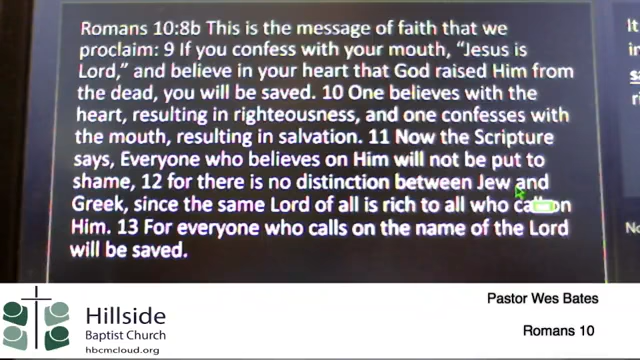 Romans 10:8b This is the message of faith that we
proclaim: 9 If you confess with your mouth, “Jesus is
Lord,” and believe in your heart that God raised Him from
the dead, you will be saved. 10 One believes with the
heart, resulting in righteousness, and one confesses with
the mouth, resulting in salvation. 11 Now the Scripture
says, Everyone who believes on Him will not be put to
shame, 12 for there is no distinction between Jew and
Greek, since the same Lord of all is rich to all who call on
Him. 13 For everyone who calls on the name of the Lord
will be saved.
It
in
Hillside
Baptist Church
hbcmcloud.org
Pastor Wes Bates
Romans 10